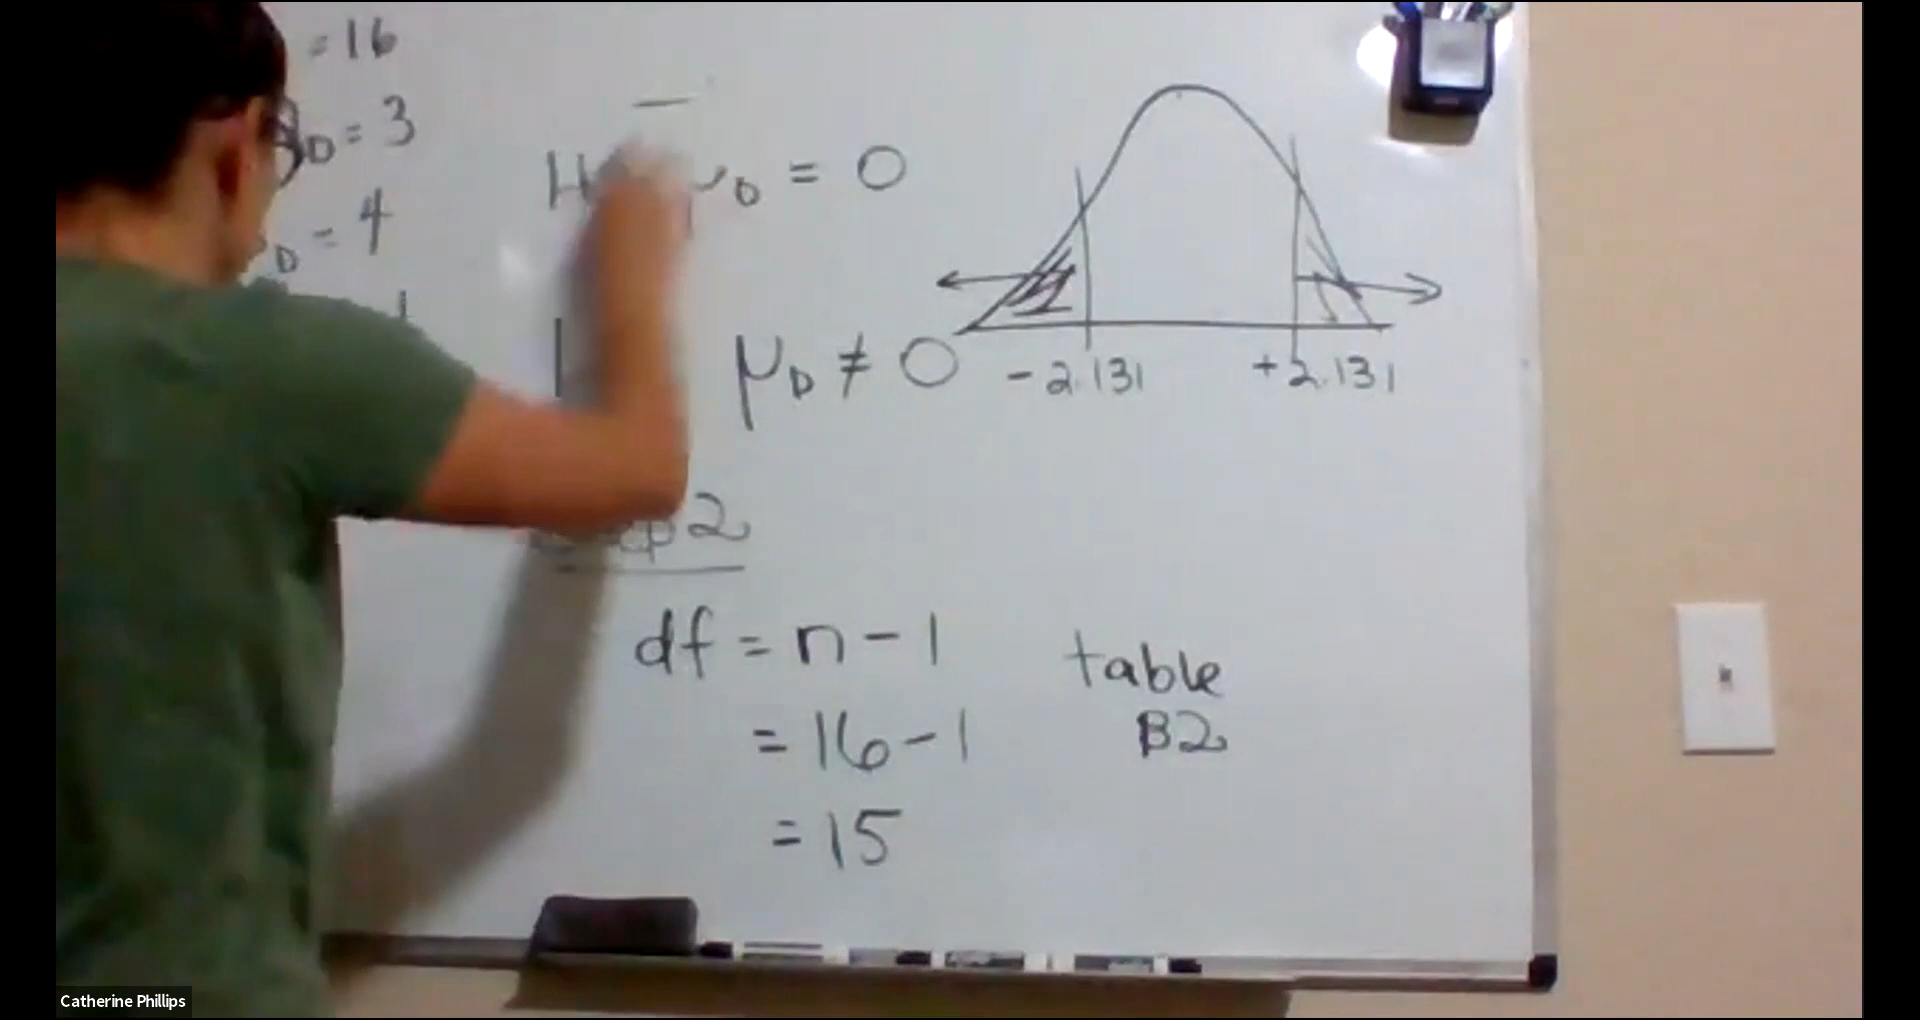 = 16
D = 3
D = 4
H μD = 0
μD ≠ 0
-2.131 +2.131
2
df = n - 1
= 16 - 1
= 15
table
B2
Catherine Phillips